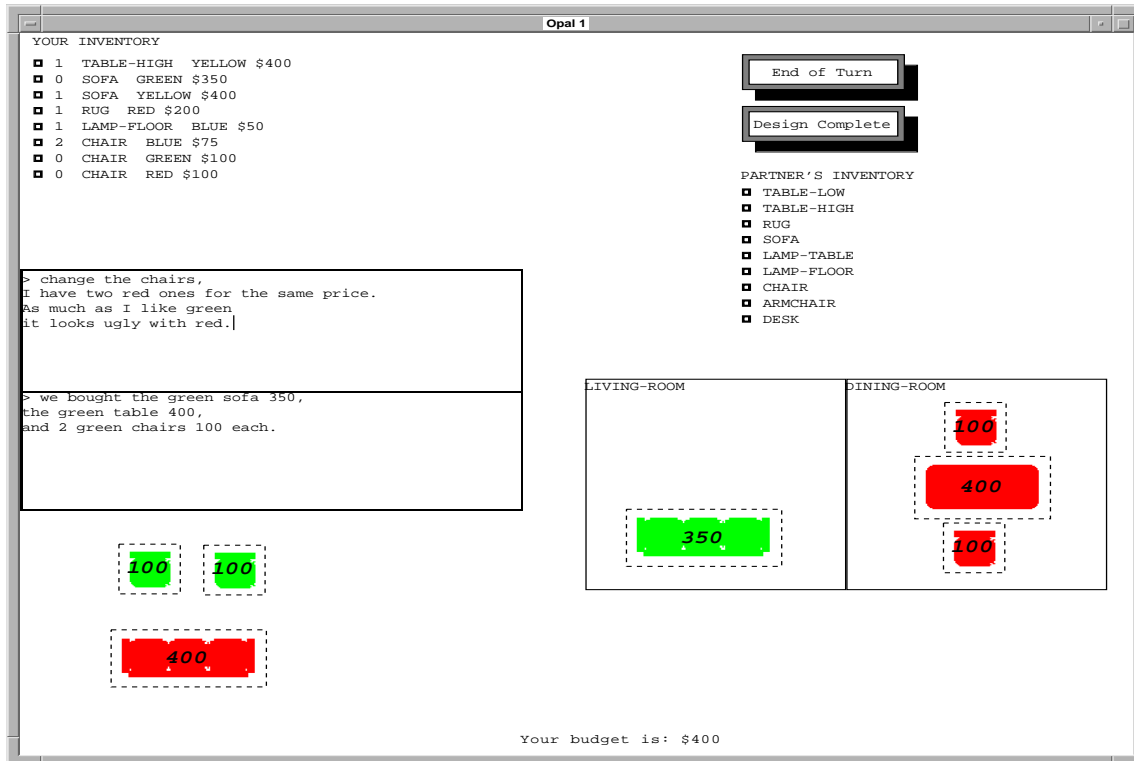 Opal 1
YOUR INVENTORY
1 TABLE-HIGH YELLOW $400
0 SOFA GREEN $350
1 SOFA YELLOW $400
1 RUG RED $200
1 LAMP-FLOOR BLUE $50
2 CHAIR BLUE $75
0 CHAIR GREEN $100
0 CHAIR RED $100
End of Turn
Design Complete
PARTNER'S INVENTORY
TABLE-LOW
TABLE-HIGH
RUG
SOFA
LAMP-TABLE
LAMP-FLOOR
CHAIR
ARMCHAIR
DESK
> change the chairs,
I have two red ones for the same price.
As much as I like green
it looks ugly with red.
> we bought the green sofa 350,
the green table 400,
and 2 green chairs 100 each.
LIVING-ROOM
350
DINING-ROOM
100
400
100
100 100
400
Your budget is: $400